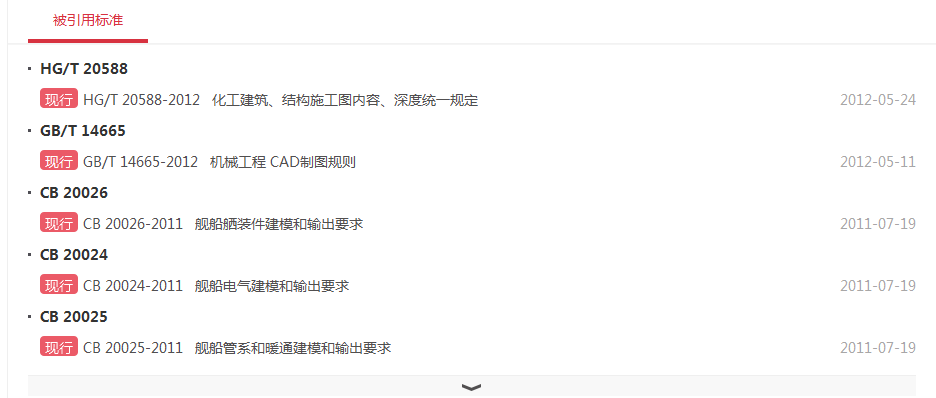 被引用标准
HG/T 20588
现行 HG/T 20588-2012 化工建筑、结构施工图内容、深度统一规定 2012-05-24
GB/T 14665
现行 GB/T 14665-2012 机械工程 CAD制图规则 2012-05-11
CB 20026
现行 CB 20026-2011 舰船舾装件建模和输出要求 2011-07-19
CB 20024
现行 CB 20024-2011 舰船电气建模和输出要求 2011-07-19
CB 20025
现行 CB 20025-2011 舰船管系和暖通建模和输出要求 2011-07-19